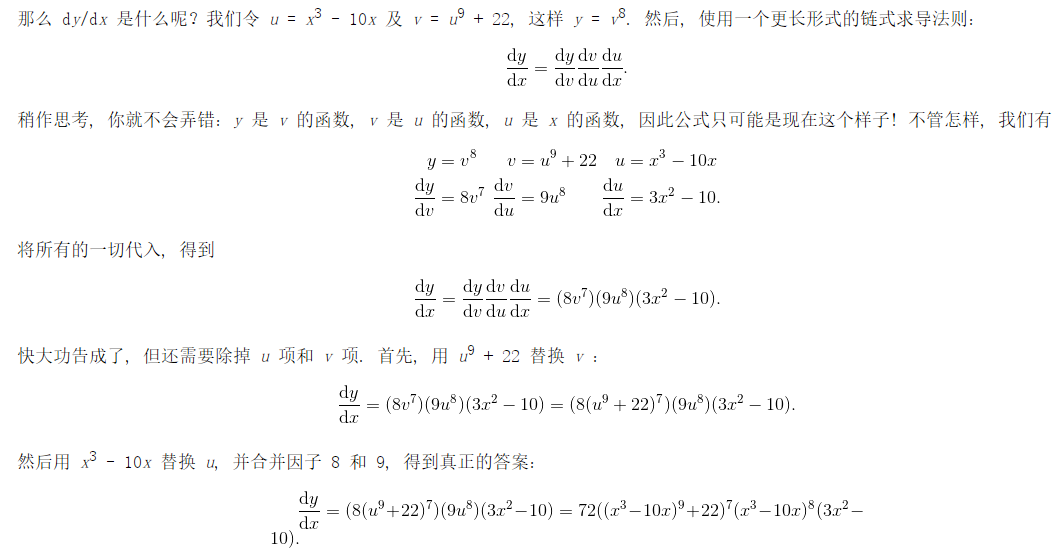 那么 dy/dx 是什么呢? 我们令 u = x³ - 10x 及 v = u⁹ + 22, 这样 y = v⁸. 然后, 使用一个更长形式的链式求导法则:
dy/dx = dy/dv dv/du du/dx.
稍作思考, 你就不会弄错: y 是 v 的函数, v 是 u 的函数, u 是 x 的函数, 因此公式只可能是现在这个样子! 不管怎样, 我们有
y = v⁸ v = u⁹ + 22 u = x³ − 10x
dy/dv = 8v⁷ dv/du = 9u⁸ du/dx = 3x² − 10.
将所有的一切代入, 得到
dy/dx = dy/dv dv/du du/dx = (8v⁷)(9u⁸)(3x² − 10).
快大功告成了, 但还需要除掉 u 项和 v 项. 首先, 用 u⁹ + 22 替换 v :
dy/dx = (8v⁷)(9u⁸)(3x² − 10) = (8(u⁹ + 22)⁷)(9u⁸)(3x² − 10).
然后用 x³ - 10x 替换 u, 并合并因子 8 和 9, 得到真正的答案:
dy/dx = (8(u⁹+22)⁷)(9u⁸)(3x²−10) = 72((x³−10x)⁹+22)⁷(x³−10x)⁸(3x²−
10).